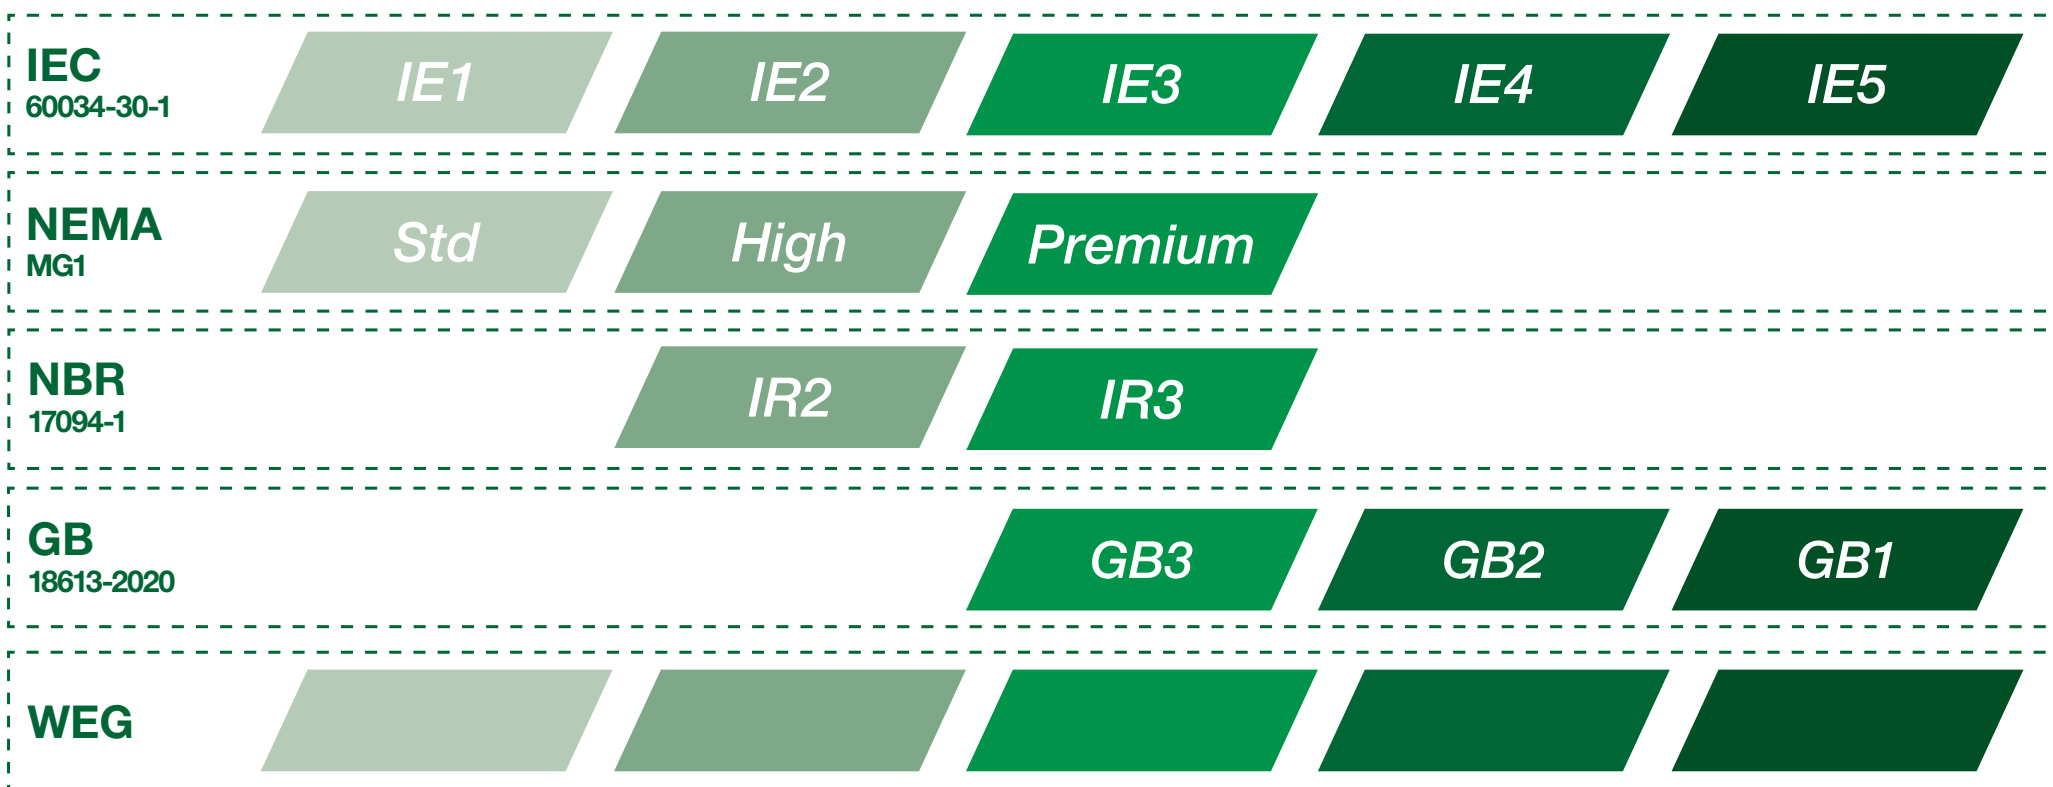 IEC
60034-30-1
IE1
IE2
IE3
IE4
IE5
NEMA
MG1
Std
High
Premium
NBR
17094-1
IR2
IR3
GB
18613-2020
GB3
GB2
GB1
WEG